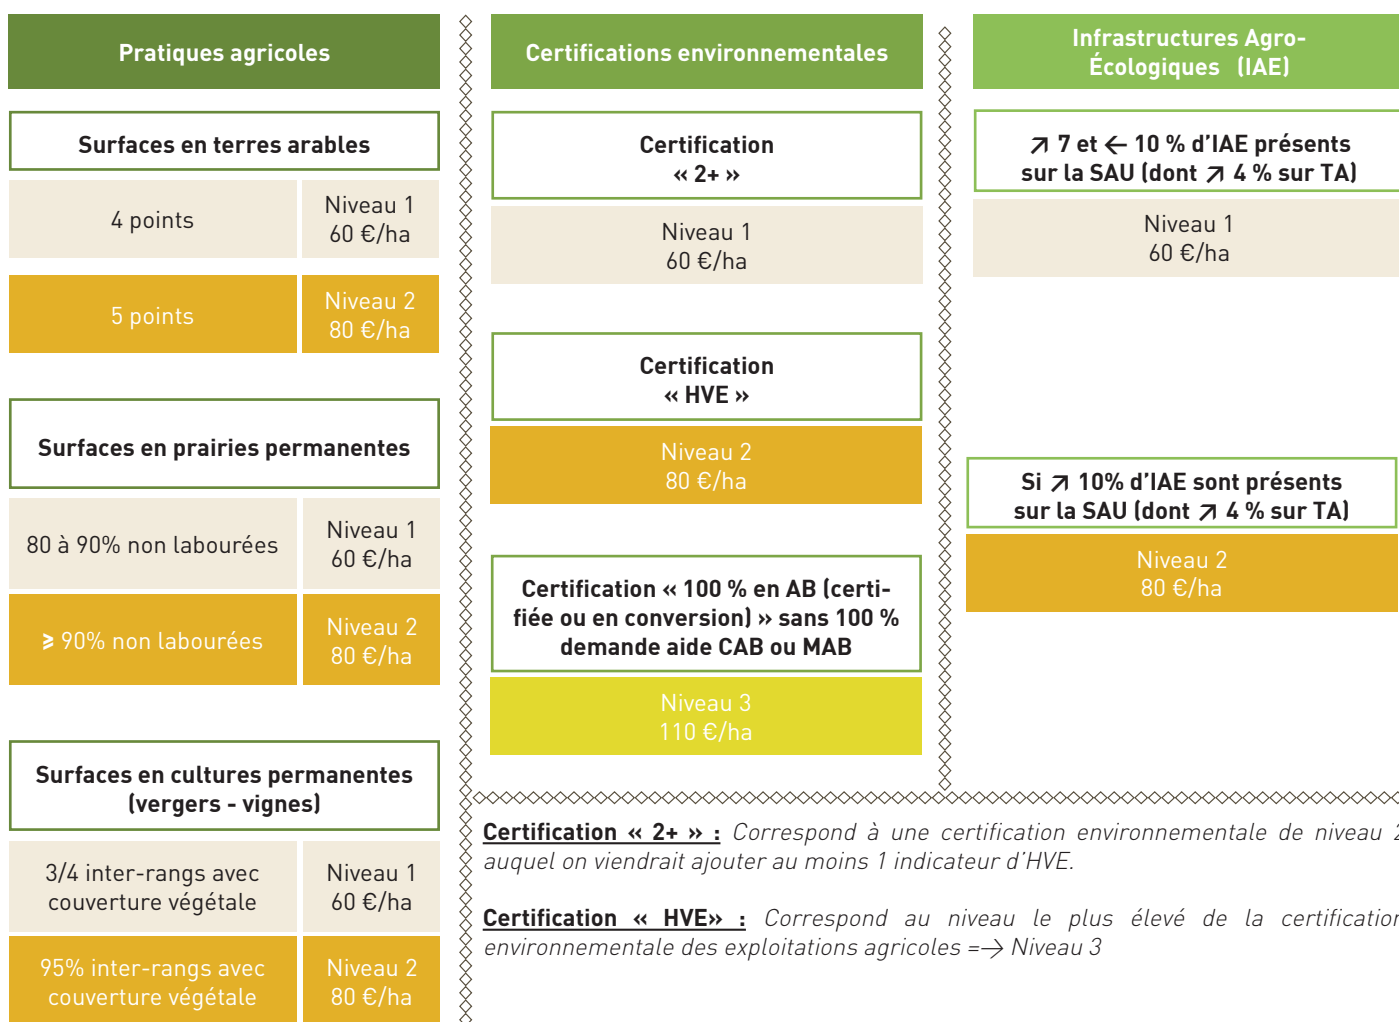 Pratiques agricoles
Surfaces en terres arables
4 points
Niveau 1
60 €/ha
5 points
Niveau 2
80 €/ha
Surfaces en prairies permanentes
80 à 90% non labourées
Niveau 1
60 €/ha
⩾ 90% non labourées
Niveau 2
80 €/ha
Surfaces en cultures permanentes
(vergers - vignes)
3/4 inter-rangs avec
couverture végétale
Niveau 1
60 €/ha
95% inter-rangs avec
couverture végétale
Niveau 2
80 €/ha
Certifications environnementales
Certification
« 2+ »
Niveau 1
60 €/ha
Certification
« HVE »
Niveau 2
80 €/ha
Certification « 100 % en AB (certi-
fiée ou en conversion) » sans 100 %
demande aide CAB ou MAB
Niveau 3
110 €/ha
Infrastructures Agro-
Écologiques (IAE)
↗ 7 et ← 10 % d'IAE présents
sur la SAU (dont ↗ 4 % sur TA)
Niveau 1
60 €/ha
Si ↗ 10% d'IAE sont présents
sur la SAU (dont ↗ 4 % sur TA)
Niveau 2
80 €/ha
Certification « 2+ » : Correspond à une certification environnementale de niveau 2
auquel on viendrait ajouter au moins 1 indicateur d'HVE.
Certification « HVE» : Correspond au niveau le plus élevé de la certification
environnementale des exploitations agricoles =→ Niveau 3